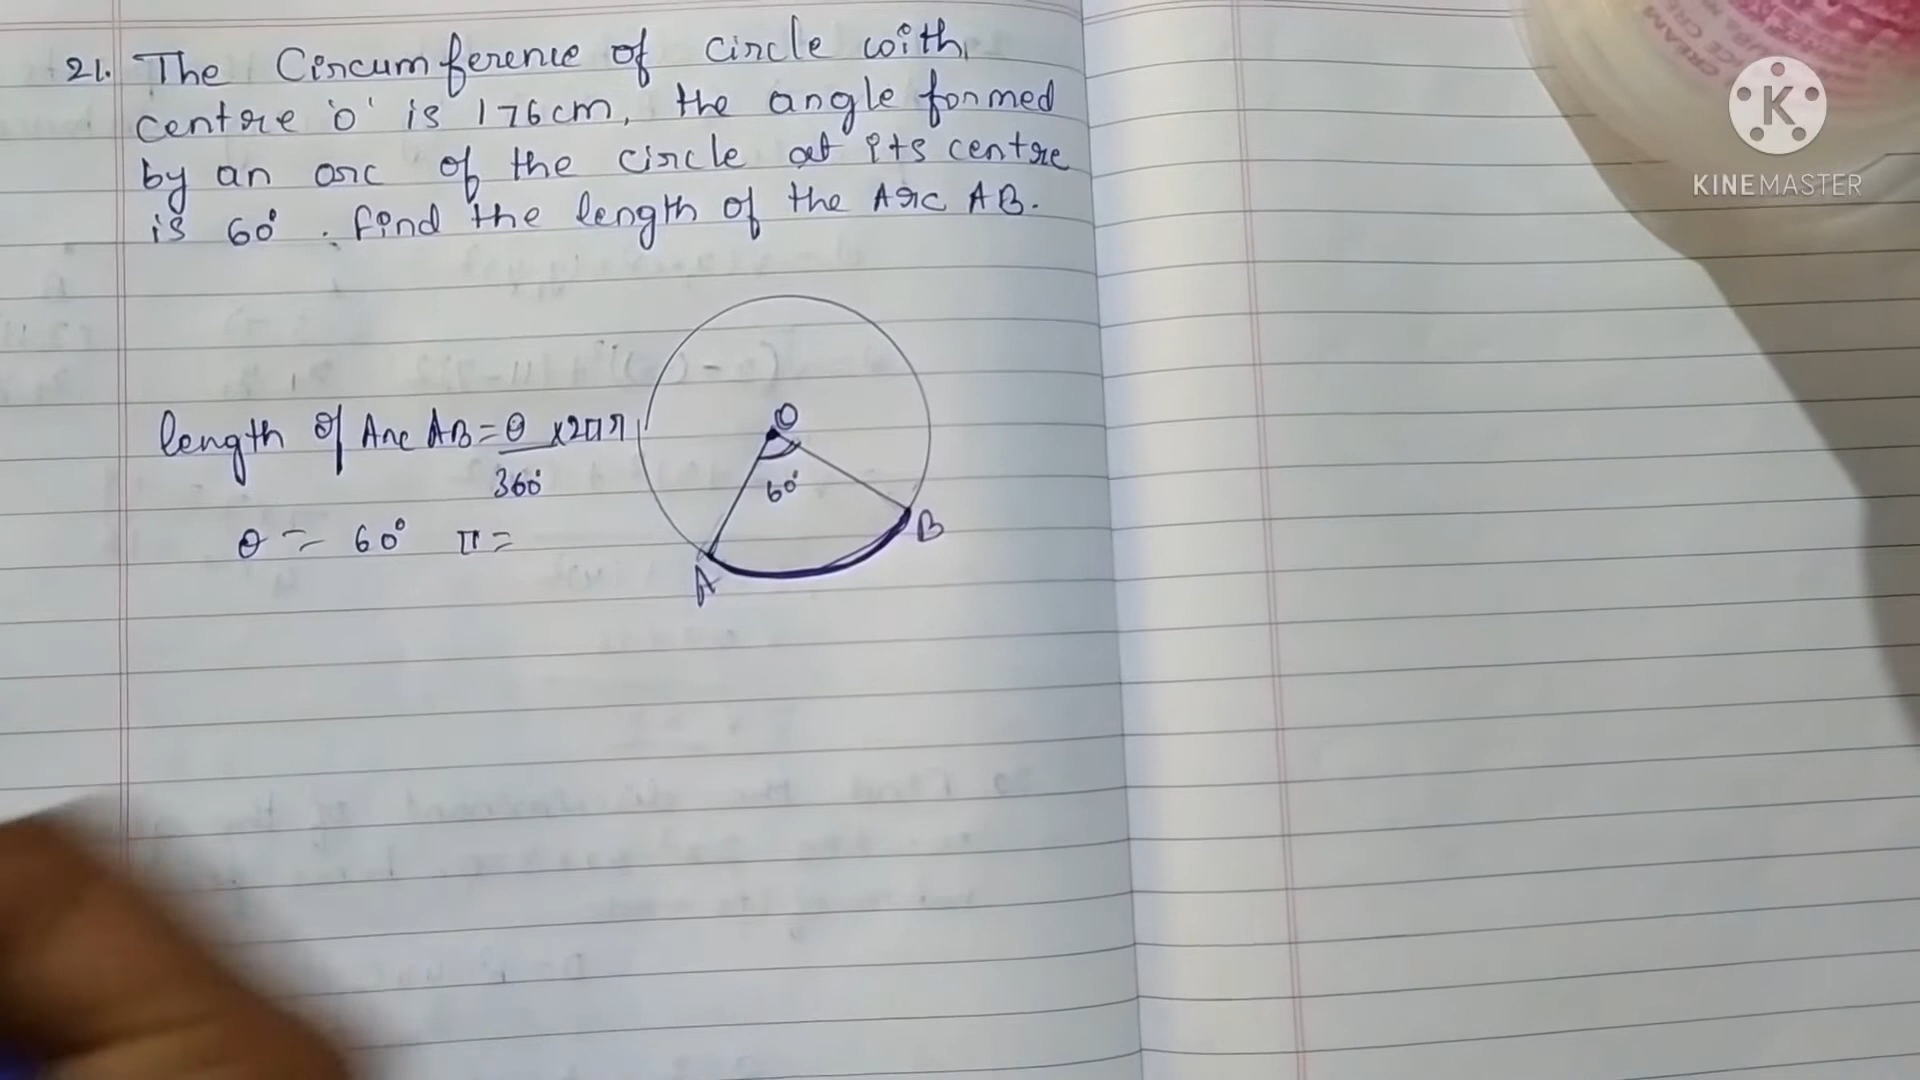 21. The Circumference of circle with
centre 'o' is 176cm, the angle formed
by an arc of the circle at its centre
is 60°. find the length of the Arc AB.
length of Arc AB = θ/360° x2πr
θ = 60° π =
O
60°
A
B
K
KINEMASTER